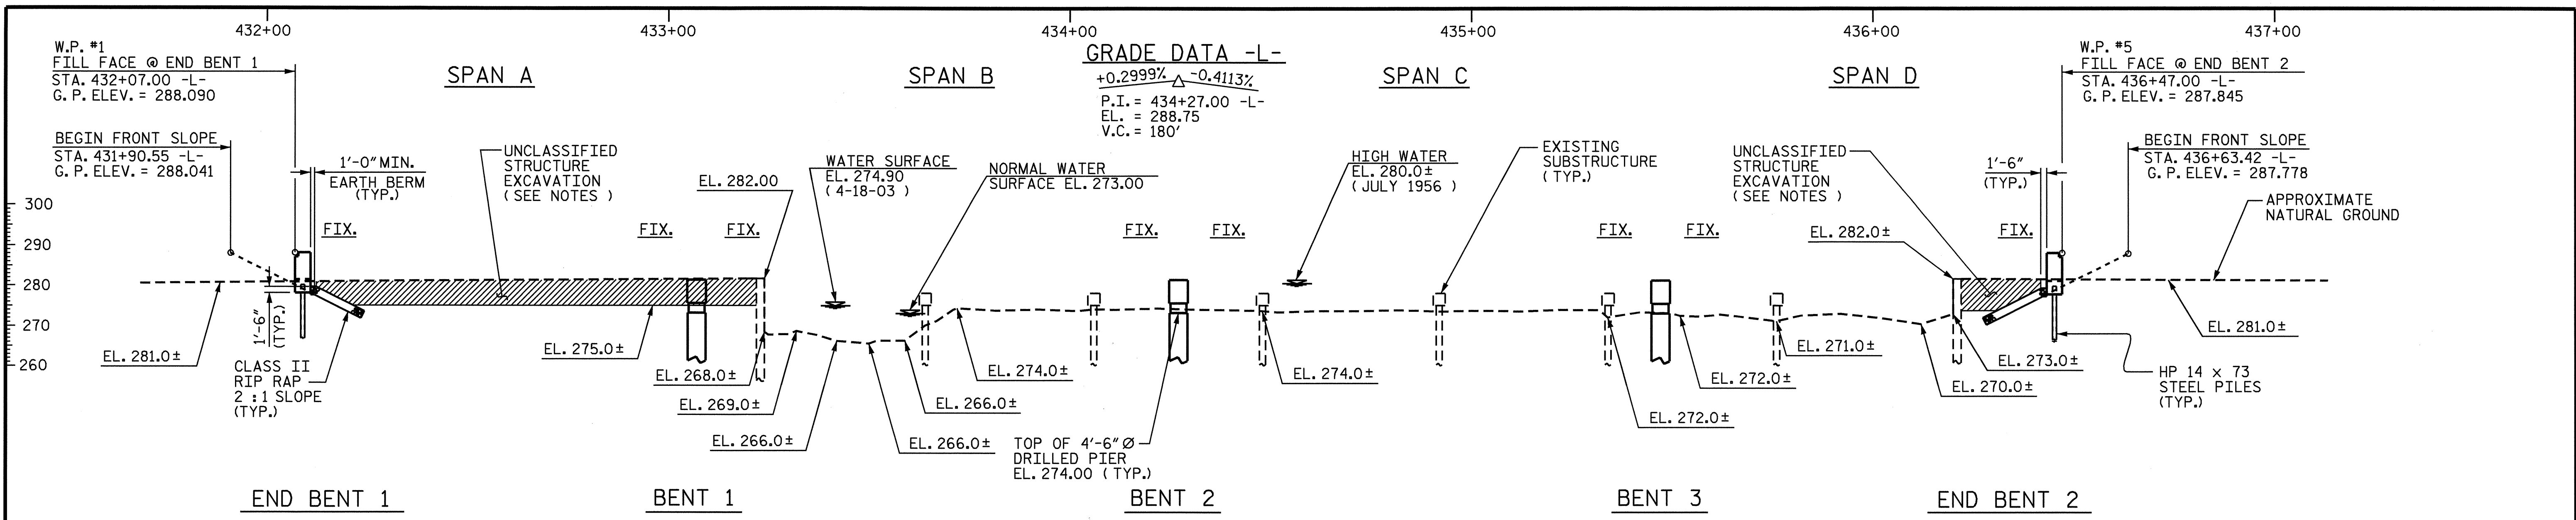 432+00
433+00
434+00
435+00
436+00
437+00
W.P. #1
FILL FACE @ END BENT 1
STA. 432+07.00 -L-
G. P. ELEV. = 288.090
SPAN A
SPAN B
GRADE DATA -L-
+0.2999% -0.4113%
P.I. = 434+27.00 -L-
EL. = 288.75
V.C. = 180'
SPAN C
SPAN D
W.P. #5
FILL FACE @ END BENT 2
STA. 436+47.00 -L-
G. P. ELEV. = 287.845
BEGIN FRONT SLOPE
STA. 431+90.55 -L-
G. P. ELEV. = 288.041
1'-0" MIN.
EARTH BERM
(TYP.)
UNCLASSIFIED
STRUCTURE
EXCAVATION
( SEE NOTES )
EL. 282.00
WATER SURFACE
EL. 274.90
( 4-18-03 )
NORMAL WATER
SURFACE EL. 273.00
HIGH WATER
EL. 280.0±
( JULY 1956 )
EXISTING
SUBSTRUCTURE
(TYP.)
UNCLASSIFIED
STRUCTURE
EXCAVATION
( SEE NOTES )
1'-6"
(TYP.)
BEGIN FRONT SLOPE
STA. 436+63.42 -L-
G. P. ELEV. = 287.778
APPROXIMATE
NATURAL GROUND
300
290
280
270
260
FIX.
FIX.
FIX.
FIX.
FIX.
FIX.
FIX.
FIX.
EL. 282.0±
1'-6"
(TYP.)
EL. 281.0±
CLASS II
RIP RAP
2 : 1 SLOPE
(TYP.)
EL. 275.0±
EL. 268.0±
EL. 269.0±
EL. 266.0±
EL. 266.0±
EL. 266.0±
EL. 274.0±
TOP OF 4'-6" Ø
DRILLED PIER
EL. 274.00 ( TYP.)
EL. 274.0±
EL. 272.0±
EL. 272.0±
EL. 271.0±
EL. 270.0±
EL. 273.0±
EL. 281.0±
HP 14 x 73
STEEL PILES
(TYP.)
END BENT 1
BENT 1
BENT 2
BENT 3
END BENT 2